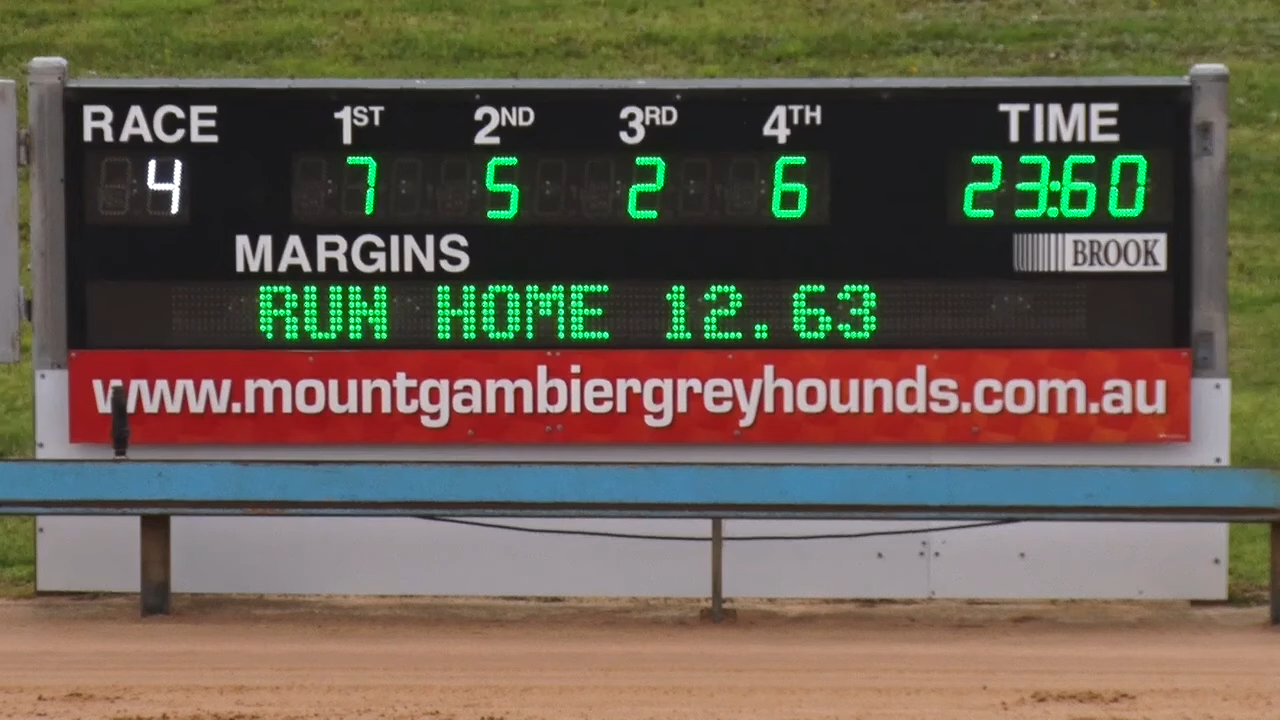 RACE 1ST 2ND 3RD 4TH TIME
4 7 5 2 6 23:60
MARGINS BROOK
RUN HOME 12.63
www.mountgambiergreyhounds.com.au